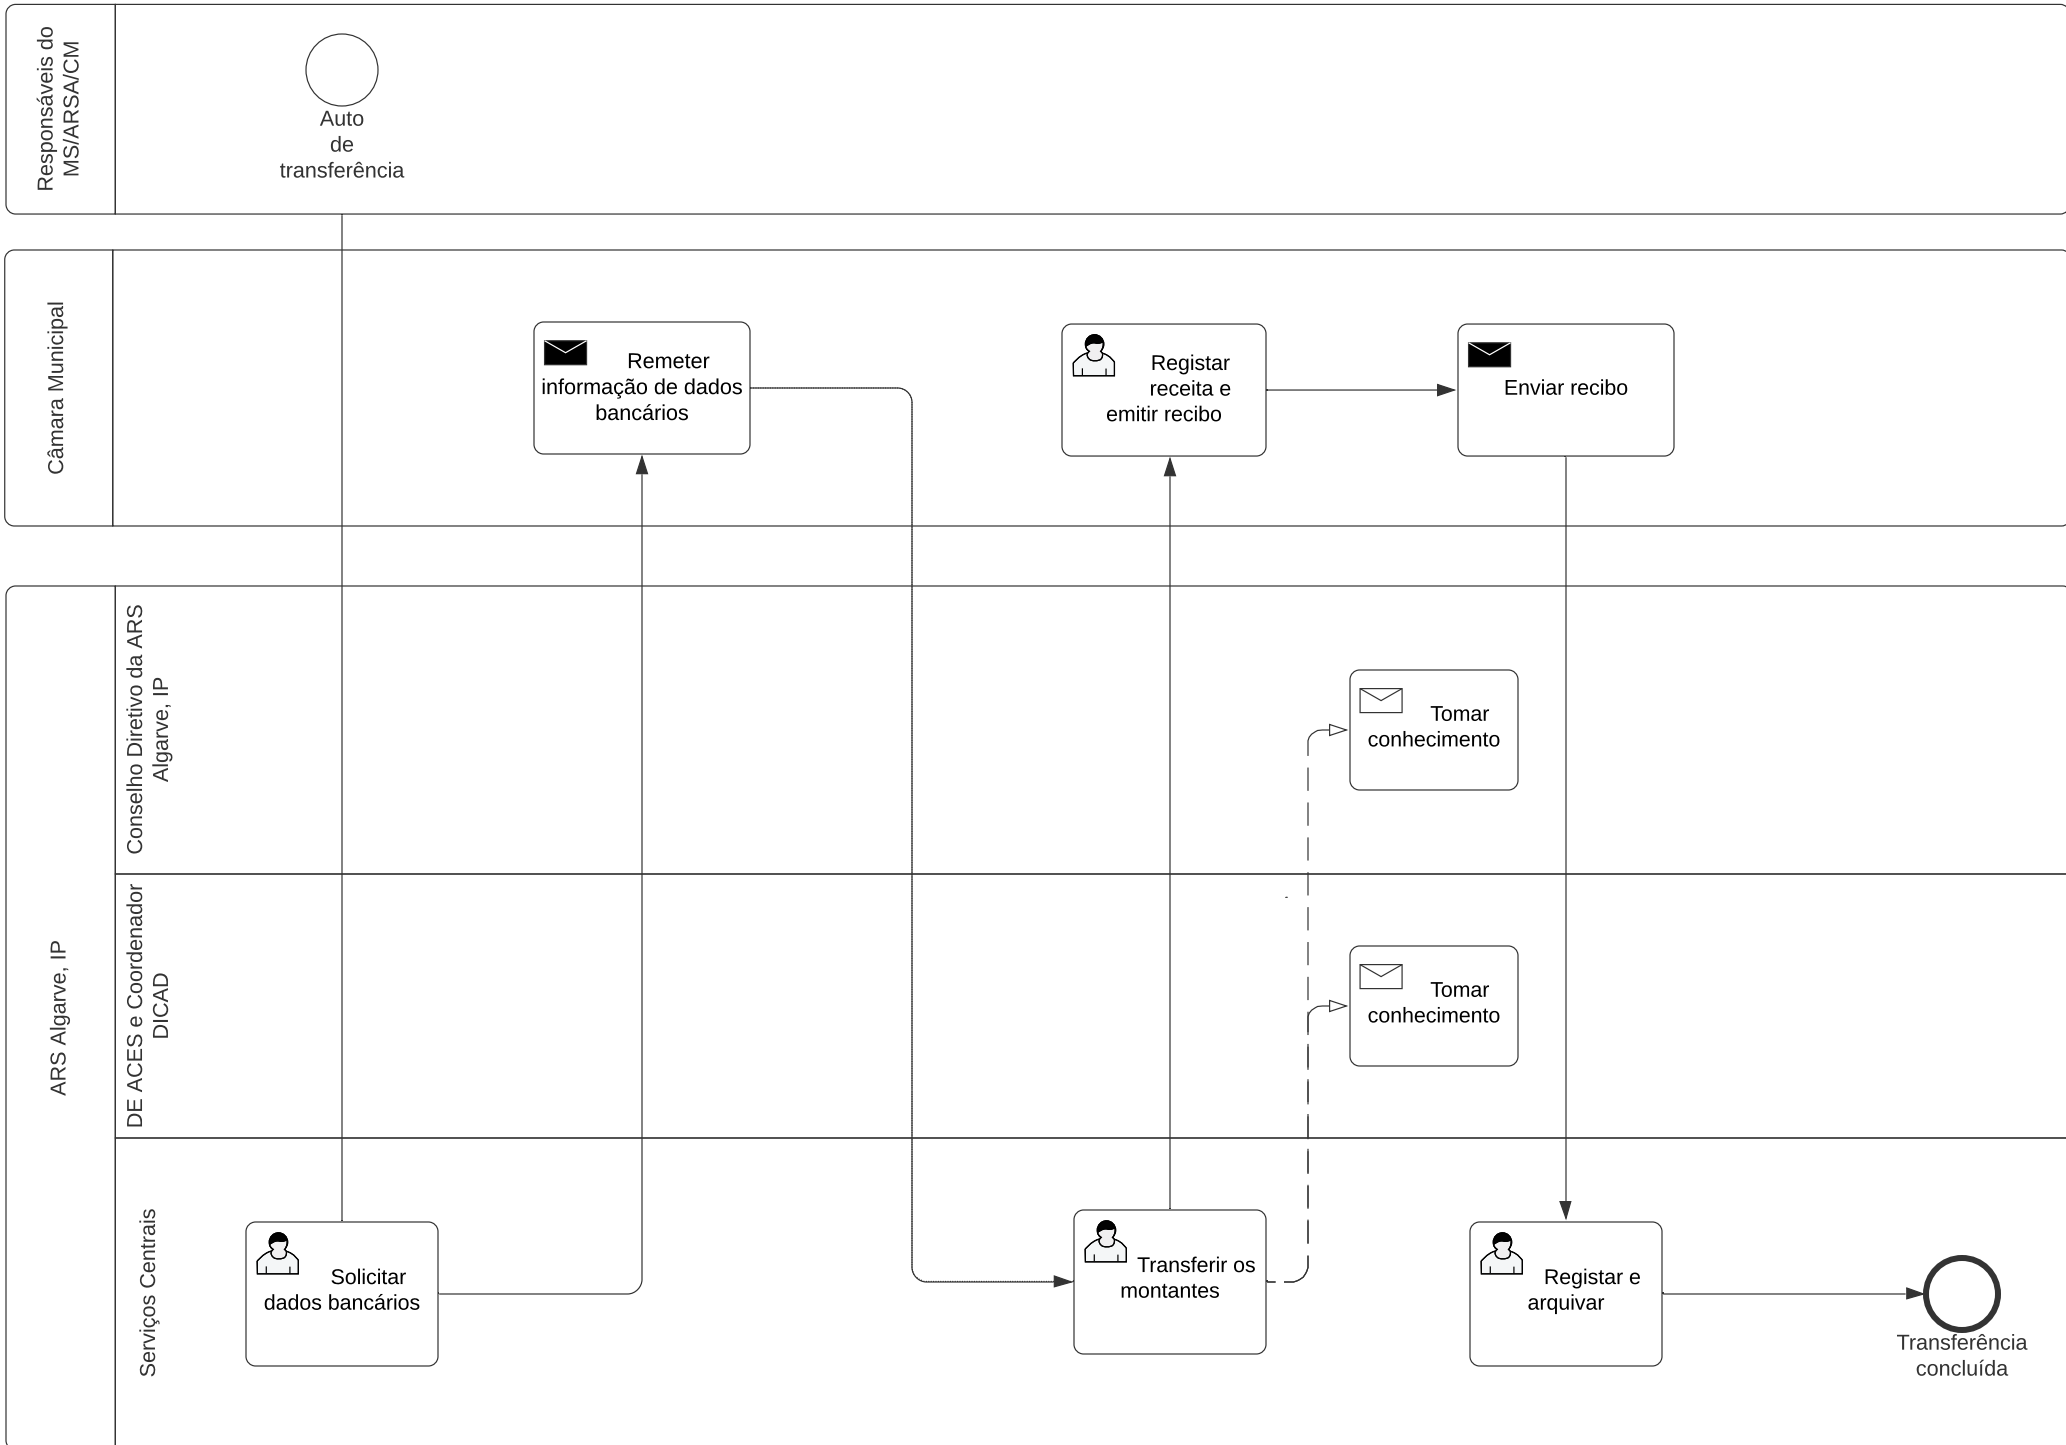 Responsáveis do
MS/ARSA/CM
Auto
de
transferência
Câmara Municipal
Remeter
informação de dados
bancários
Registar
receita e
emitir recibo
Enviar recibo
ARS Algarve, IP
Conselho Diretivo da ARS
Algarve, IP
Tomar
conhecimento
DE ACES e Coordenador
DICAD
Tomar
conhecimento
Serviços Centrais
Solicitar
dados bancários
Transferir os
montantes
Registar e
arquivar
Transferência
concluída